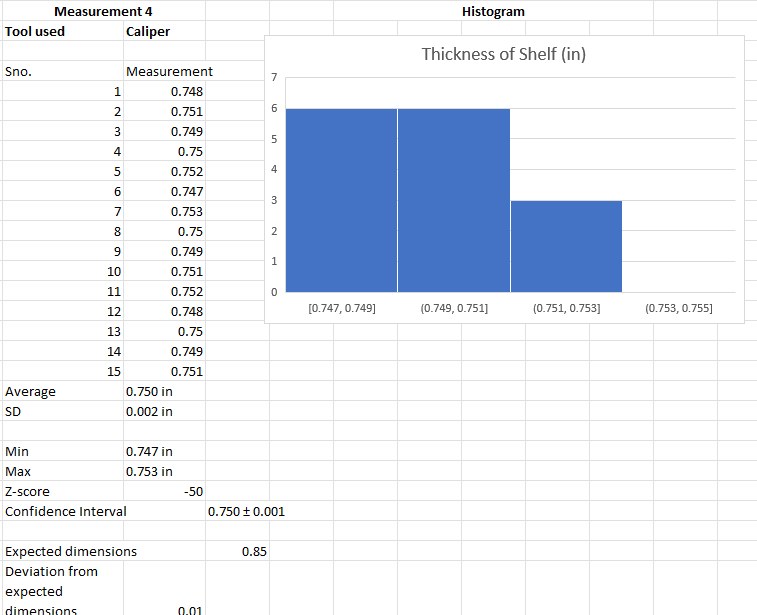 Measurement 4 Histogram
Tool used Caliper
Thickness of Shelf (in)
Sno. Measurement
1 0.748
2 0.751
3 0.749
4 0.75
5 0.752
6 0.747
7 0.753
8 0.75
9 0.749
10 0.751
11 0.752
12 0.748
13 0.75
14 0.749
15 0.751
7
6
5
4
3
2
1
0
[0.747, 0.749] (0.749, 0.751] (0.751, 0.753] (0.753, 0.755]
Average 0.750 in
SD 0.002 in
Min 0.747 in
Max 0.753 in
Z-score -50
Confidence Interval 0.750 ± 0.001
Expected dimensions 0.85
Deviation from
expected
dimensions 0.01